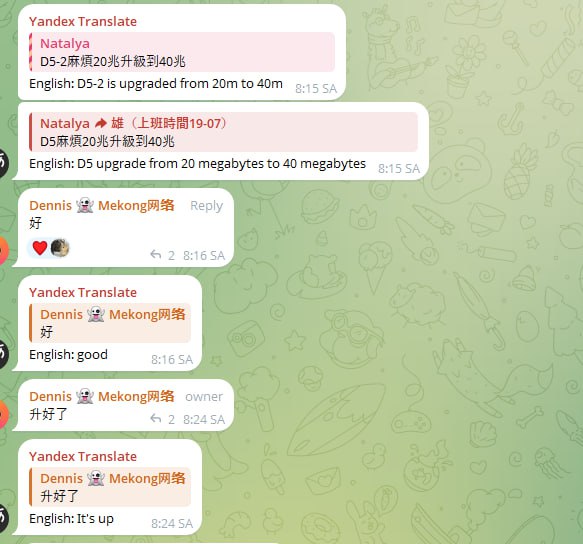 Yandex Translate
Natalya
D5-2麻煩20兆升級到40兆
English: D5-2 is upgraded from 20m to 40m
8:15 SA
Natalya ➦ 雄（上班時間19-07）
D5麻煩20兆升級到40兆
English: D5 upgrade from 20 megabytes to 40 megabytes
8:15 SA
Dennis 👻 Mekong网络 Reply
好
2 8:16 SA
Yandex Translate
Dennis 👻 Mekong网络
好
English: good
8:16 SA
Dennis 👻 Mekong网络 owner
升好了
2 8:24 SA
Yandex Translate
Dennis 👻 Mekong网络
升好了
English: It's up
8:24 SA